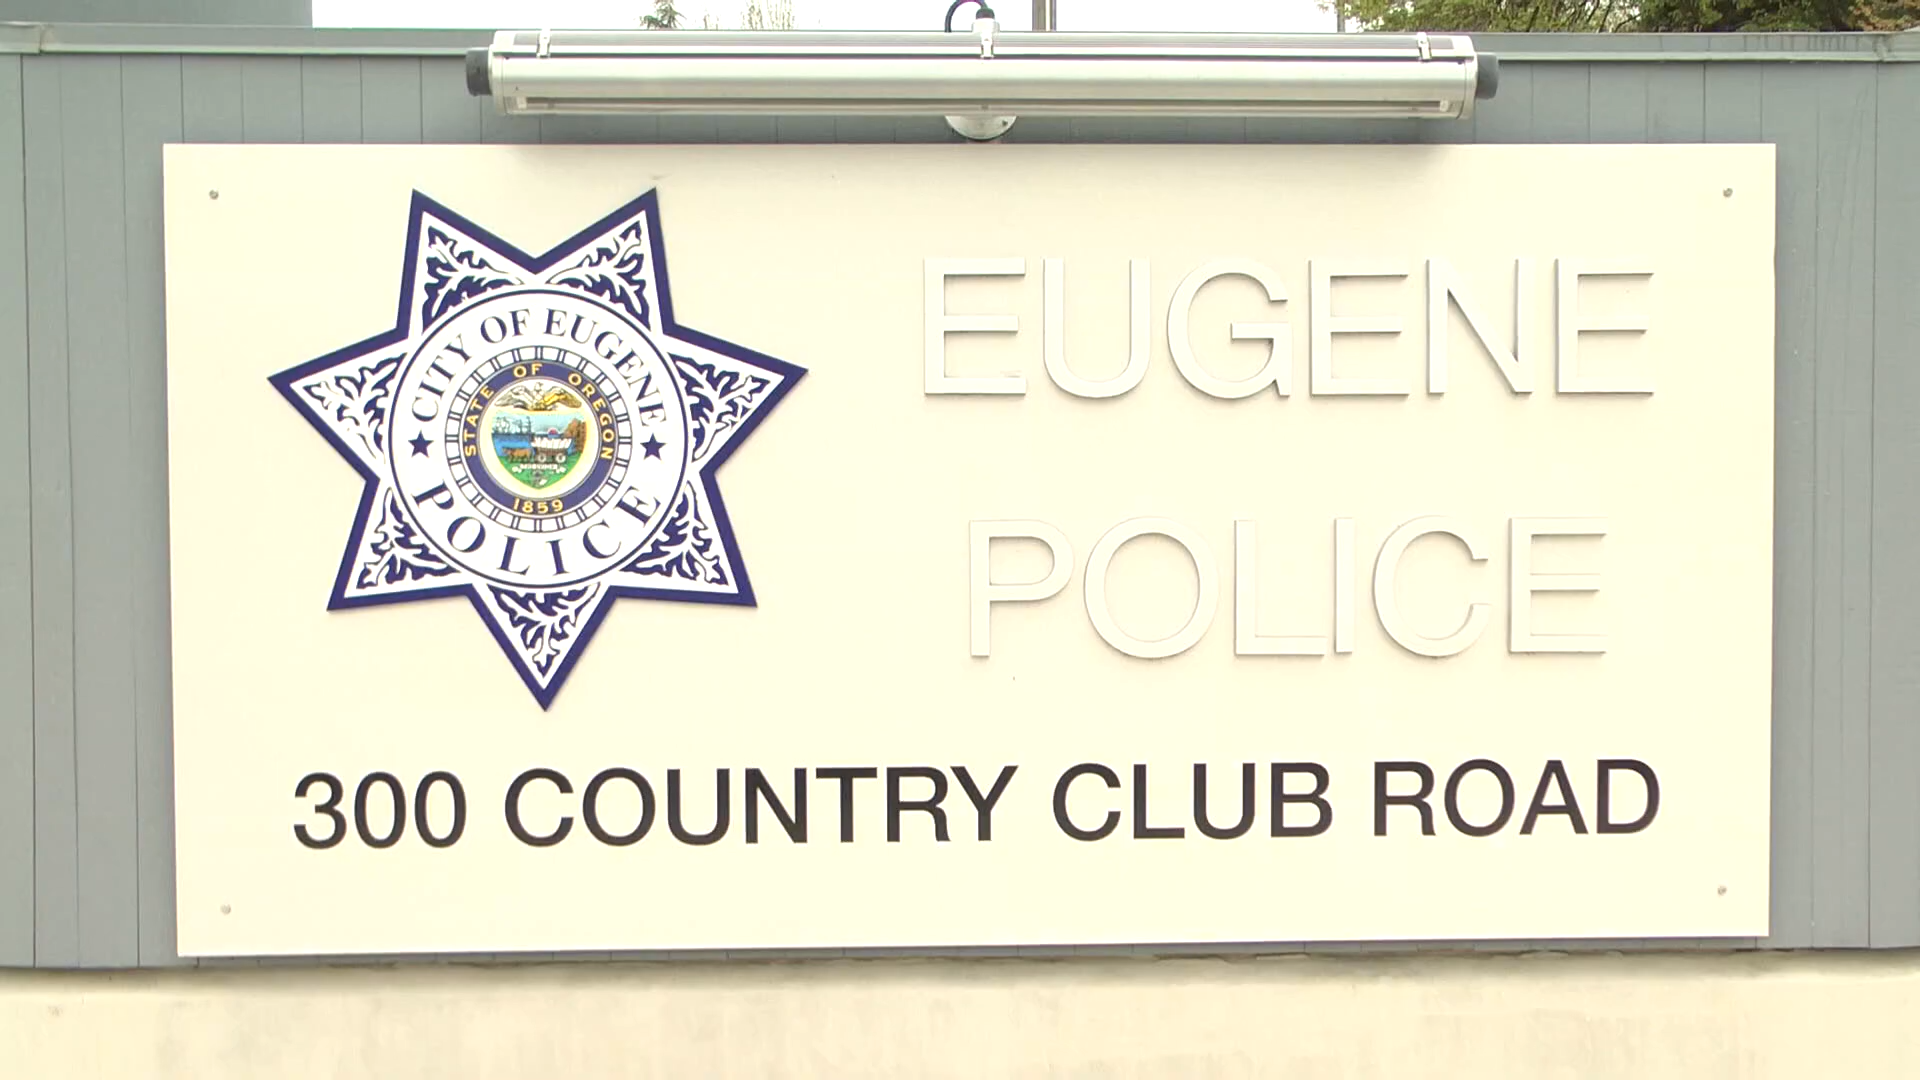 CITY OF EUGENE
STATE OF OREGON
1859
POLICE
EUGENE
POLICE
300 COUNTRY CLUB ROAD